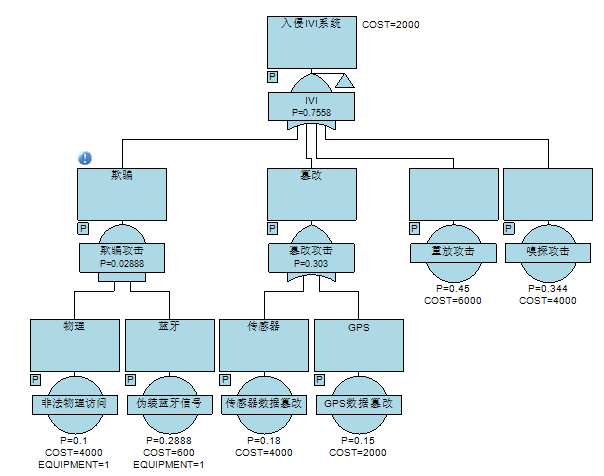 入侵IVI系统
COST=2000
P
IVI
P=0.7558
欺骗
篡改
P
P
P
P
欺骗攻击
P=0.02888
篡改攻击
P=0.303
重放攻击
嗅探攻击
P=0.45
COST=6000
P=0.344
COST=4000
物理
蓝牙
传感器
GPS
P
P
P
P
非法物理访问
伪装蓝牙信号
传感器数据篡改
GPS数据篡改
P=0.1
COST=4000
EQUIPMENT=1
P=0.2888
COST=600
EQUIPMENT=1
P=0.18
COST=4000
P=0.15
COST=2000